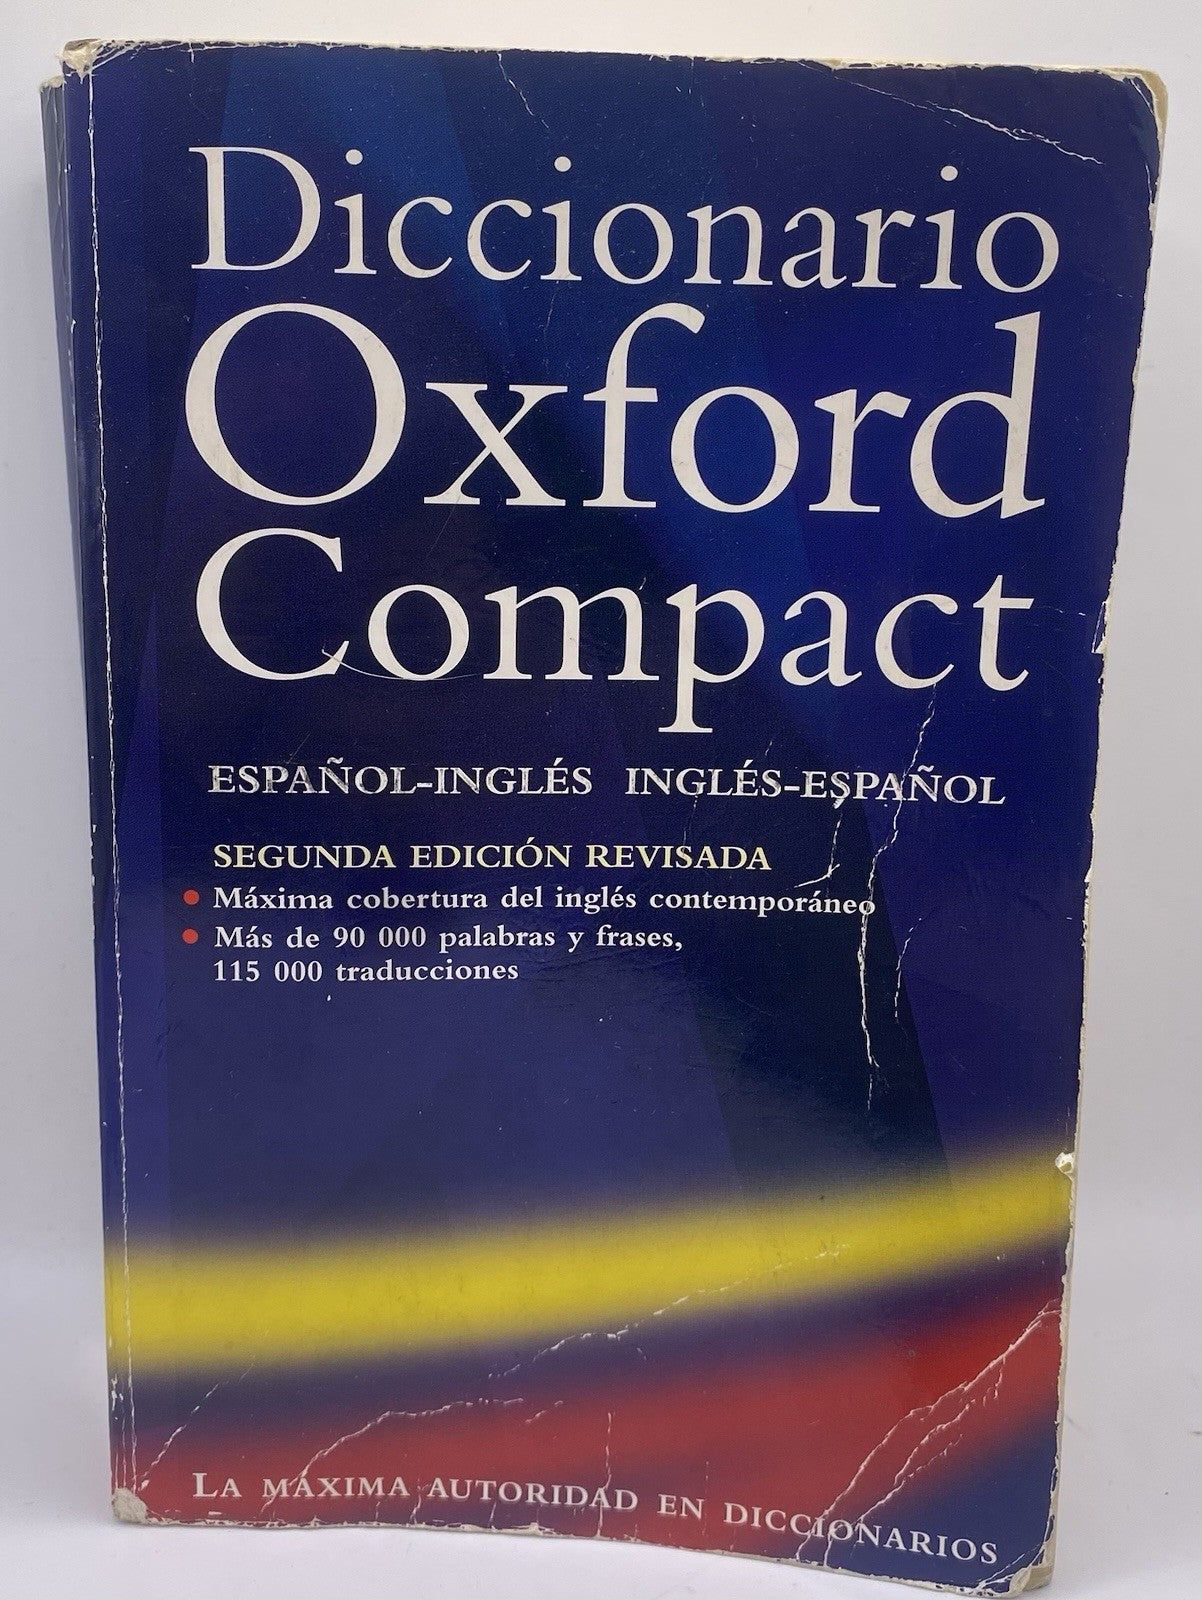 Diccionario
Oxford
Compact
ESPAÑOL-INGLÉS INGLÉS-ESPAÑOL
SEGUNDA EDICIÓN REVISADA
• Máxima cobertura del inglés contemporáneo
• Más de 90 000 palabras y frases,
115 000 traducciones
LA MÁXIMA AUTORIDAD EN DICCIONARIOS